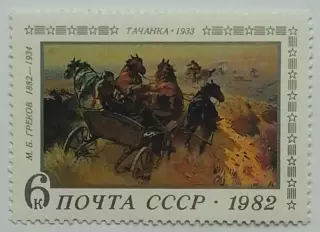 ТАЧАНКА • 1933
М. Б. ГРЕКОВ 1882—1934
6к ПОЧТА СССР • 1982